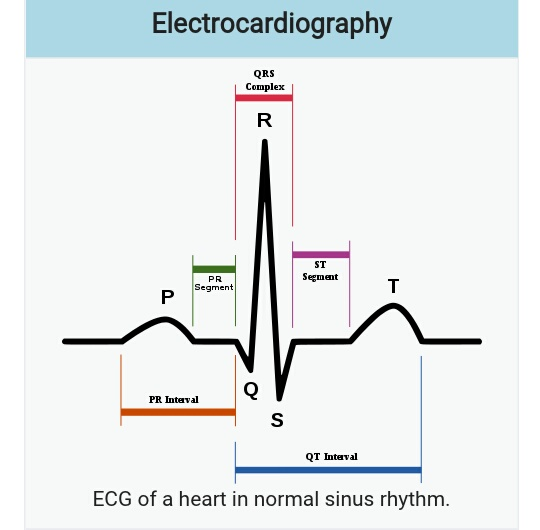 Electrocardiography
QRS
Complex
R
PR
Segment
ST
Segment
P
T
Q
S
PR Interval
QT Interval
ECG of a heart in normal sinus rhythm.